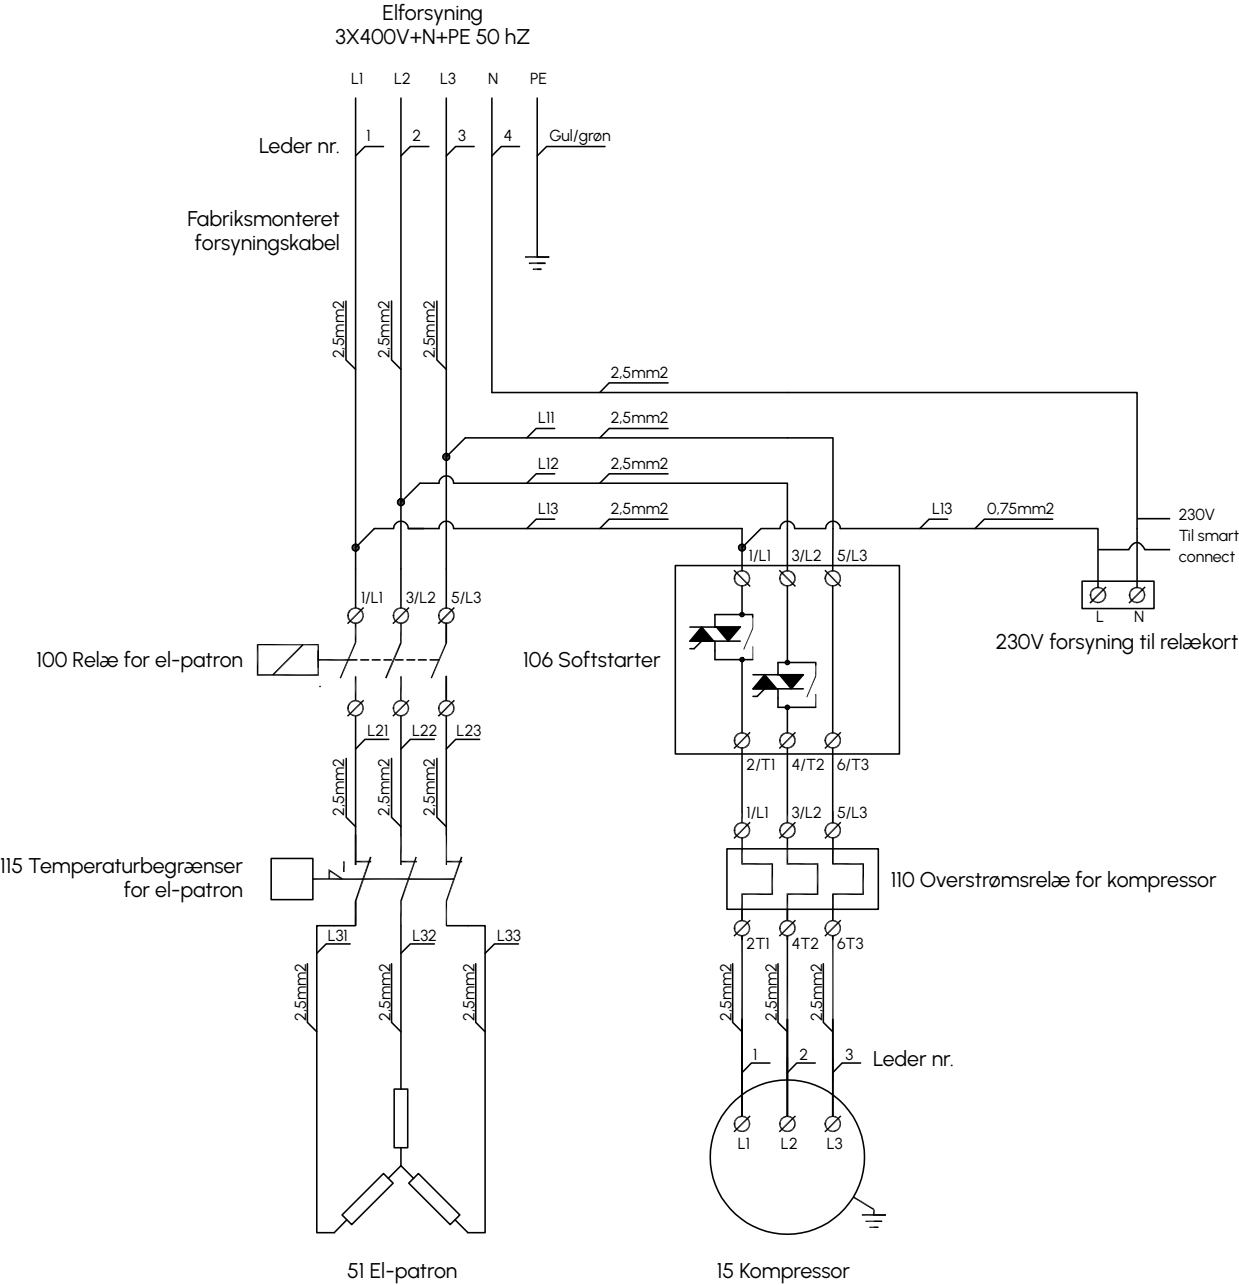 Elforsyning
3X400V+N+PE 50 hZ
L1 L2 L3 N PE
Leder nr. 1 2 3 4 Gul/grøn
Fabriksmonteret
forsyningskabel
2,5mm2 2,5mm2 2,5mm2
2,5mm2
L11 2,5mm2
L12 2,5mm2
L13 2,5mm2 L13 0,75mm2
230V
Til smart
connect
1/L1 3/L2 5/L3
1/L1 3/L2 5/L3
L N
230V forsyning til relækort
100 Relæ for el-patron
106 Softstarter
L21 L22 L23
2,5mm2 2,5mm2 2,5mm2
2/T1 4/T2 6/T3
1/L1 3/L2 5/L3
115 Temperaturbegrænser
for el-patron
110 Overstrømsrelæ for kompressor
L31 L32 L33
2T1 4T2 6T3
2,5mm2 2,5mm2 2,5mm2
2,5mm2 2,5mm2 2,5mm2
1 2 3 Leder nr.
L1 L2 L3
51 El-patron
15 Kompressor